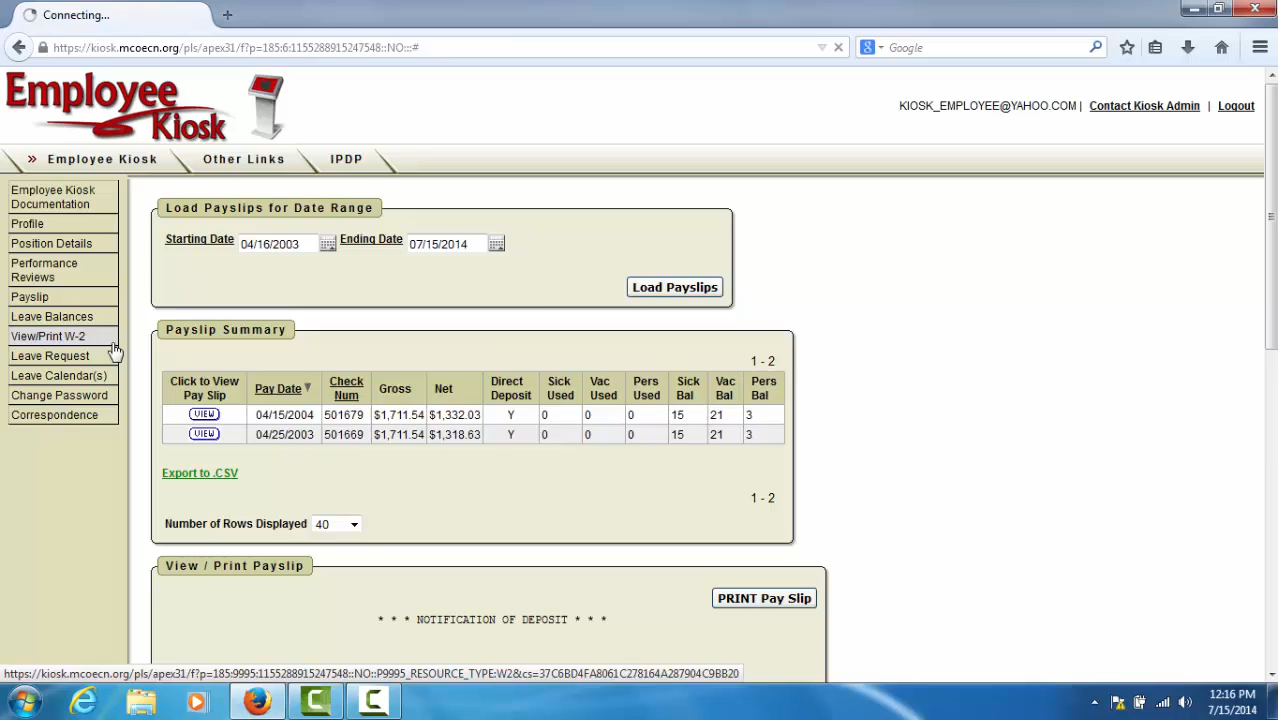 Connecting...
https://kiosk.mcoecn.org/pls/apex31/f?p=185:6:1155288915247548::NO:::#
Google
Employee
Kiosk
KIOSK_EMPLOYEE@YAHOO.COM | Contact Kiosk Admin | Logout
» Employee Kiosk
Other Links
IPDP
Employee Kiosk
Documentation
Profile
Position Details
Performance
Reviews
Payslip
Leave Balances
View/Print W-2
Leave Request
Leave Calendar(s)
Change Password
Correspondence
Load Payslips for Date Range
Starting Date 04/16/2003 Ending Date 07/15/2014
Load Payslips
Payslip Summary
1 - 2
Click to View Pay Slip Pay Date Check Num Gross Net Direct Deposit Sick Used Vac Used Pers Used Sick Bal Vac Bal Pers Bal
VIEW 04/15/2004 501679 $1,711.54 $1,332.03 Y 0 0 0 15 21 3
VIEW 04/25/2003 501669 $1,711.54 $1,318.63 Y 0 0 0 15 21 3
Export to .CSV
1 - 2
Number of Rows Displayed 40
View / Print Payslip
PRINT Pay Slip
* * * NOTIFICATION OF DEPOSIT * * *
https://kiosk.mcoecn.org/pls/apex31/f?p=185:9995:1155288915247548::NO::P9995_RESOURCE_TYPE:W2&cs=37C6BD4FA8061C278164A287904C9BB20
12:16 PM
7/15/2014